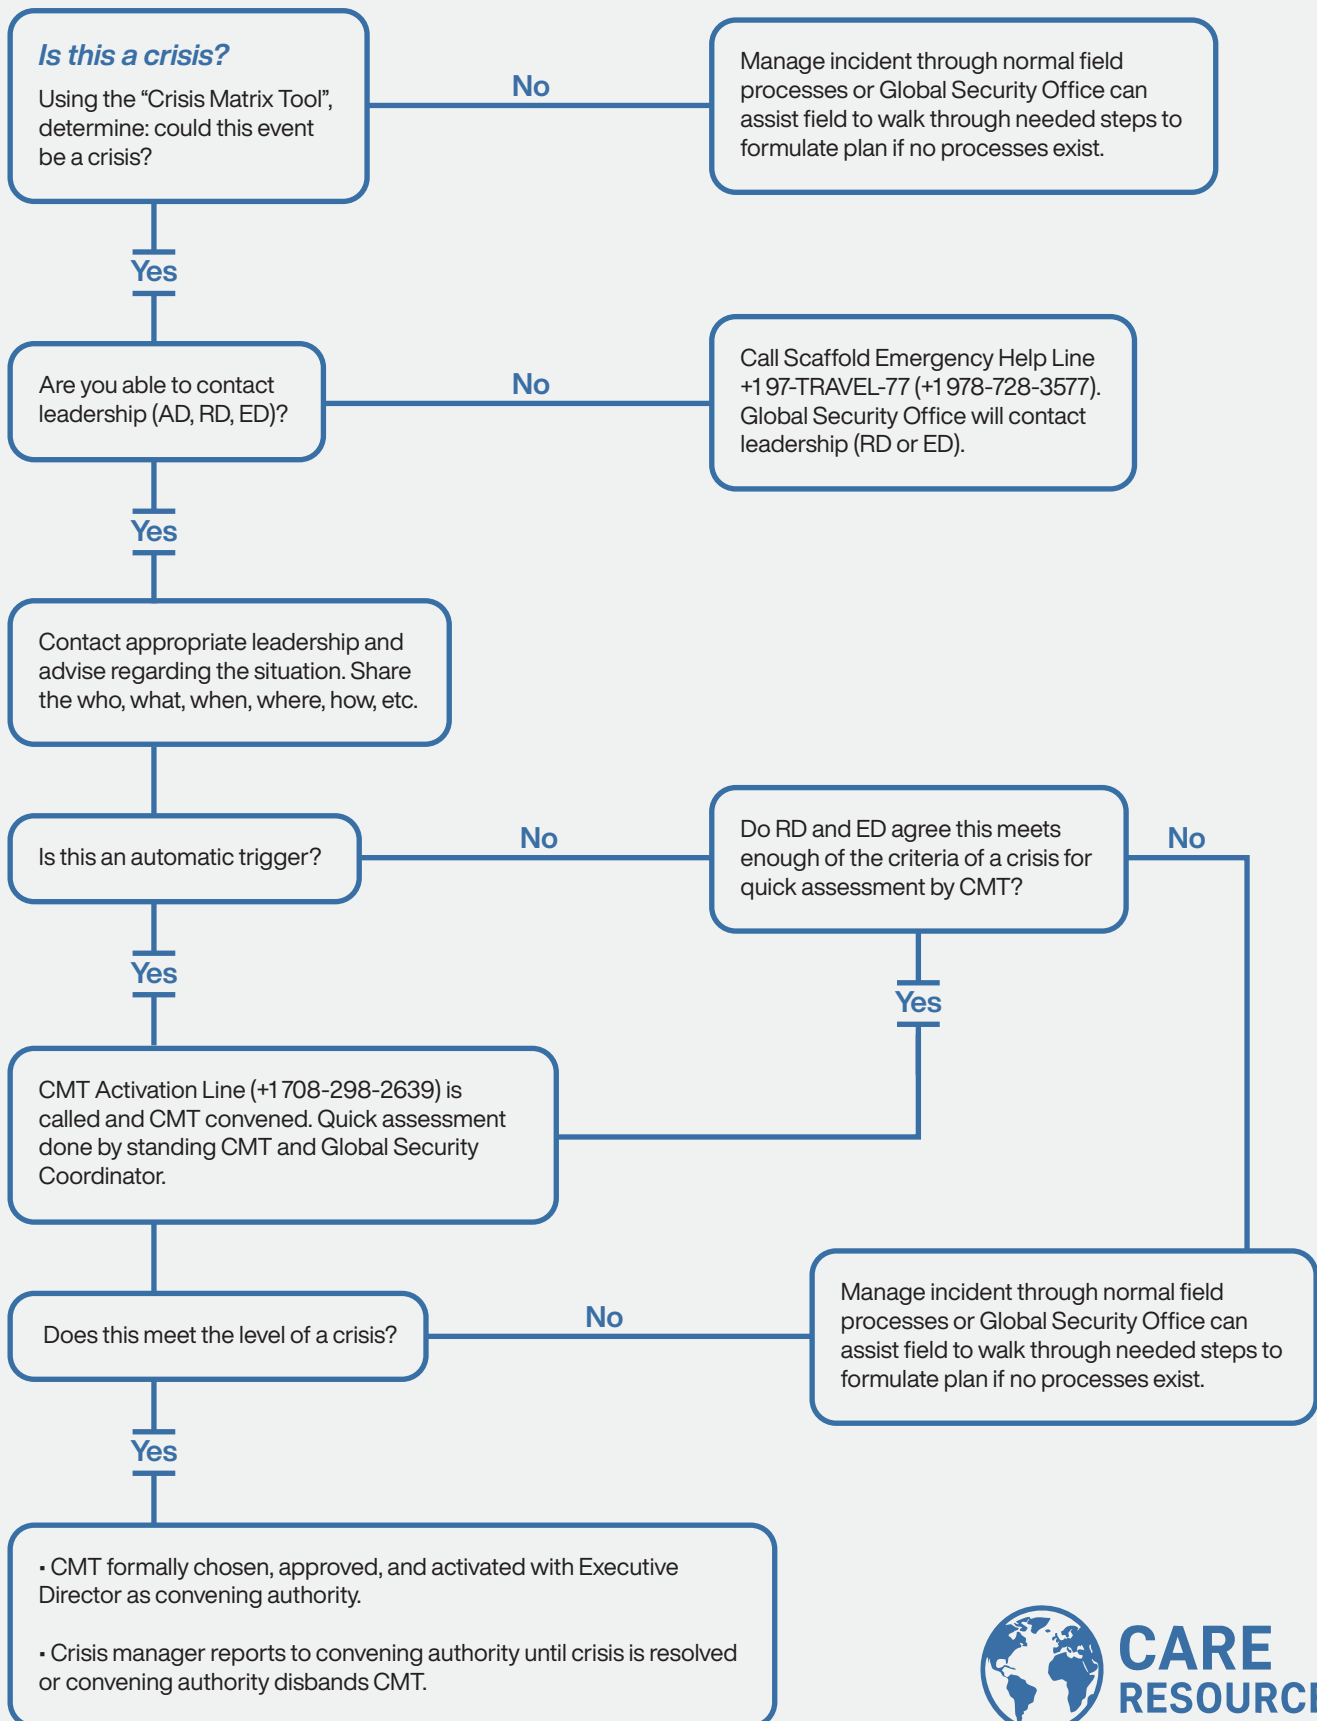 Is this a crisis?
Using the “Crisis Matrix Tool”,
determine: could this event
be a crisis?
No
Manage incident through normal field
processes or Global Security Office can
assist field to walk through needed steps to
formulate plan if no processes exist.
Yes
Are you able to contact
leadership (AD, RD, ED)?
No
Call Scaffold Emergency Help Line
+1 97-TRAVEL-77 (+1 978-728-3577).
Global Security Office will contact
leadership (RD or ED).
Yes
Contact appropriate leadership and
advise regarding the situation. Share
the who, what, when, where, how, etc.
Is this an automatic trigger?
No
Do RD and ED agree this meets
enough of the criteria of a crisis for
quick assessment by CMT?
No
Yes
Yes
CMT Activation Line (+1 708-298-2639) is
called and CMT convened. Quick assessment
done by standing CMT and Global Security
Coordinator.
Does this meet the level of a crisis?
No
Manage incident through normal field
processes or Global Security Office can
assist field to walk through needed steps to
formulate plan if no processes exist.
Yes
• CMT formally chosen, approved, and activated with Executive
Director as convening authority.
• Crisis manager reports to convening authority until crisis is resolved
or convening authority disbands CMT.
CARE
RESOURCE